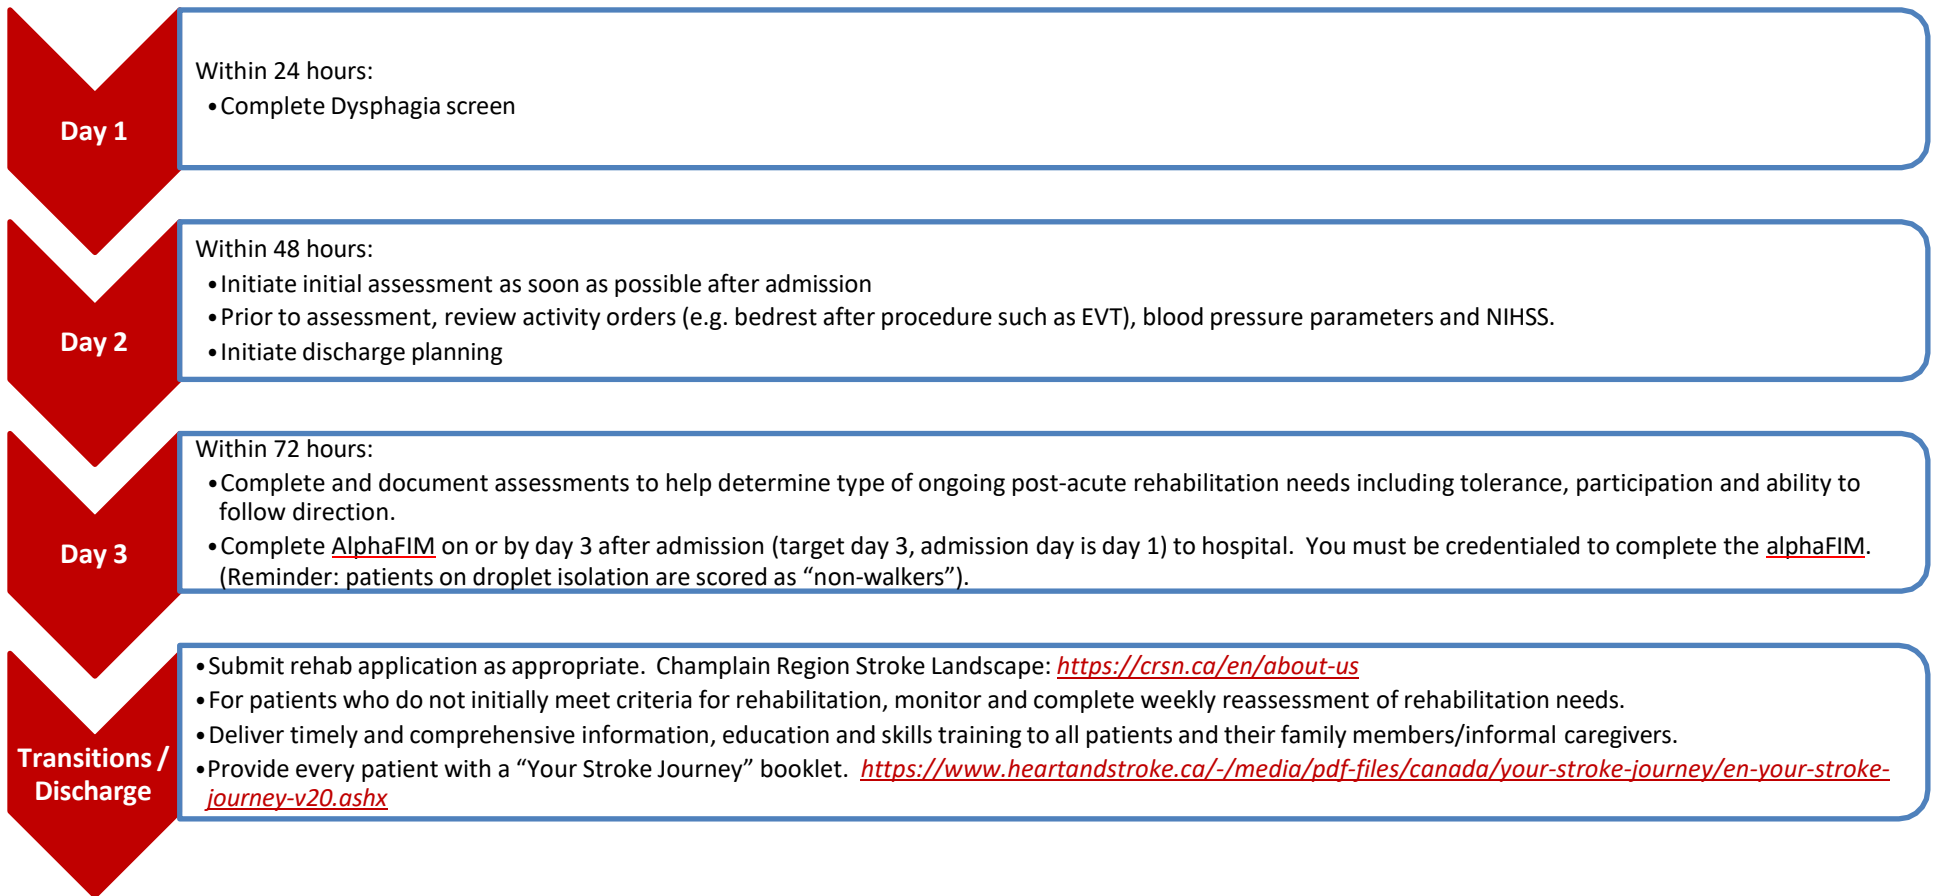 Day 1
Within 24 hours:
•Complete Dysphagia screen
Day 2
Within 48 hours:
•Initiate initial assessment as soon as possible after admission
•Prior to assessment, review activity orders (e.g. bedrest after procedure such as EVT), blood pressure parameters and NIHSS.
•Initiate discharge planning
Day 3
Within 72 hours:
•Complete and document assessments to help determine type of ongoing post-acute rehabilitation needs including tolerance, participation and ability to
follow direction.
•Complete AlphaFIM on or by day 3 after admission (target day 3, admission day is day 1) to hospital.  You must be credentialed to complete the alphaFIM.
(Reminder: patients on droplet isolation are scored as “non-walkers”).
Transitions /
Discharge
•Submit rehab application as appropriate.  Champlain Region Stroke Landscape: https://crsn.ca/en/about-us
•For patients who do not initially meet criteria for rehabilitation, monitor and complete weekly reassessment of rehabilitation needs.
•Deliver timely and comprehensive information, education and skills training to all patients and their family members/informal caregivers.
•Provide every patient with a “Your Stroke Journey” booklet.  https://www.heartandstroke.ca/-/media/pdf-files/canada/your-stroke-journey/en-your-stroke-
journey-v20.ashx